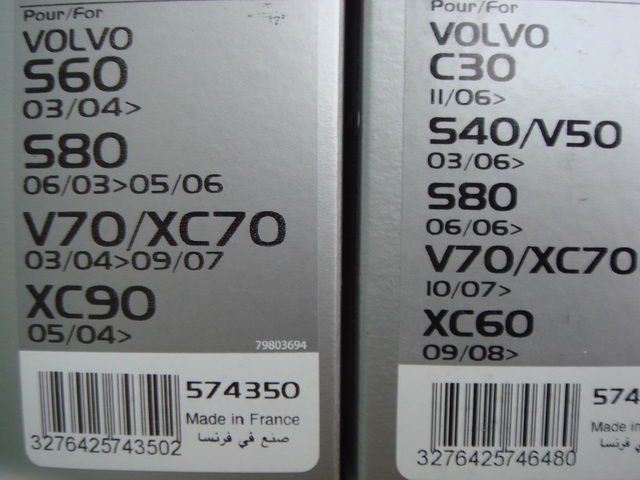 Pour/For
VOLVO
S60
03/04>
S80
06/03>05/06
V70/XC70
03/04>09/07
XC90
05/04>
79803694
574350
Made in France
صنع في فرنسا
3276425743502
Pour/For
VOLVO
C30
11/06>
S40/V50
03/06>
S80
06/06>
V70/XC70
10/07>
XC60
09/08>
574
Made in
3276425746480